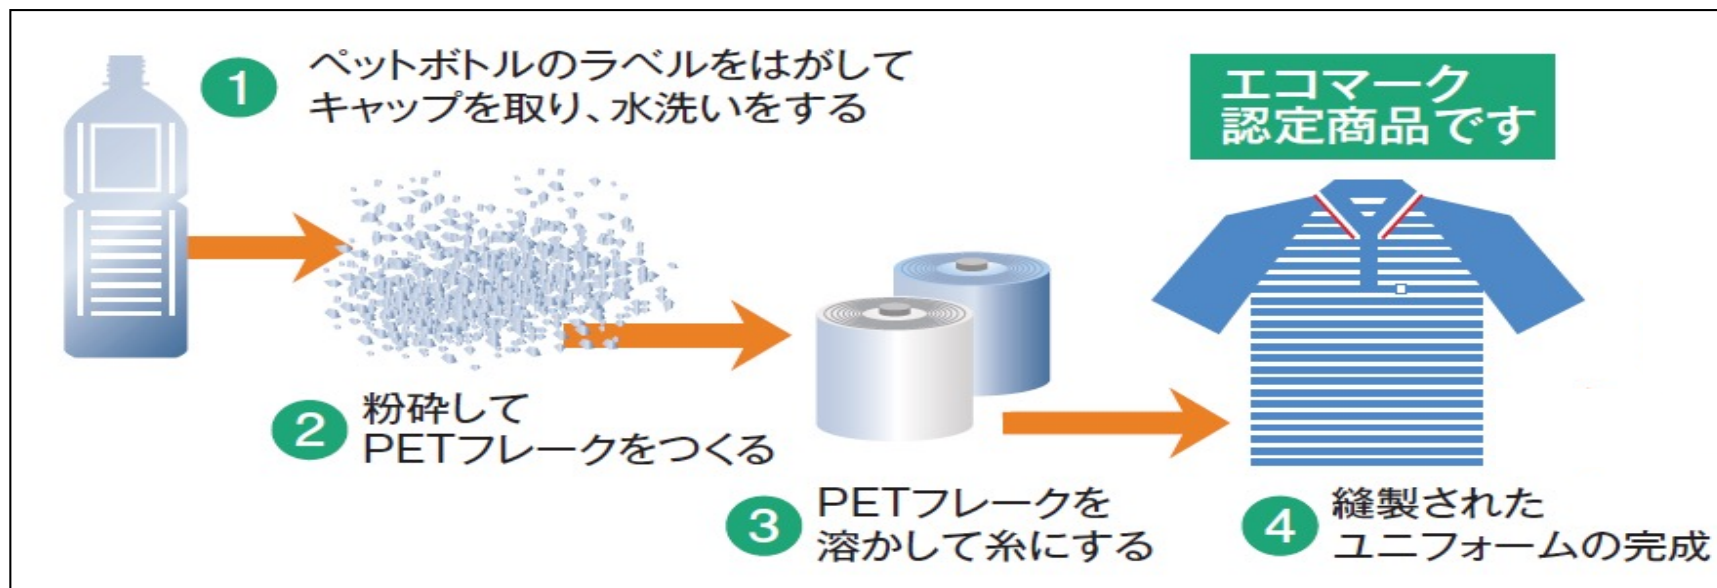 1 ペットボトルのラベルをはがして
キャップを取り、水洗いをする
エコマーク
認定商品です
2 粉砕して
PETフレークをつくる
3 PETフレークを
溶かして糸にする
4 縫製された
ユニフォームの完成